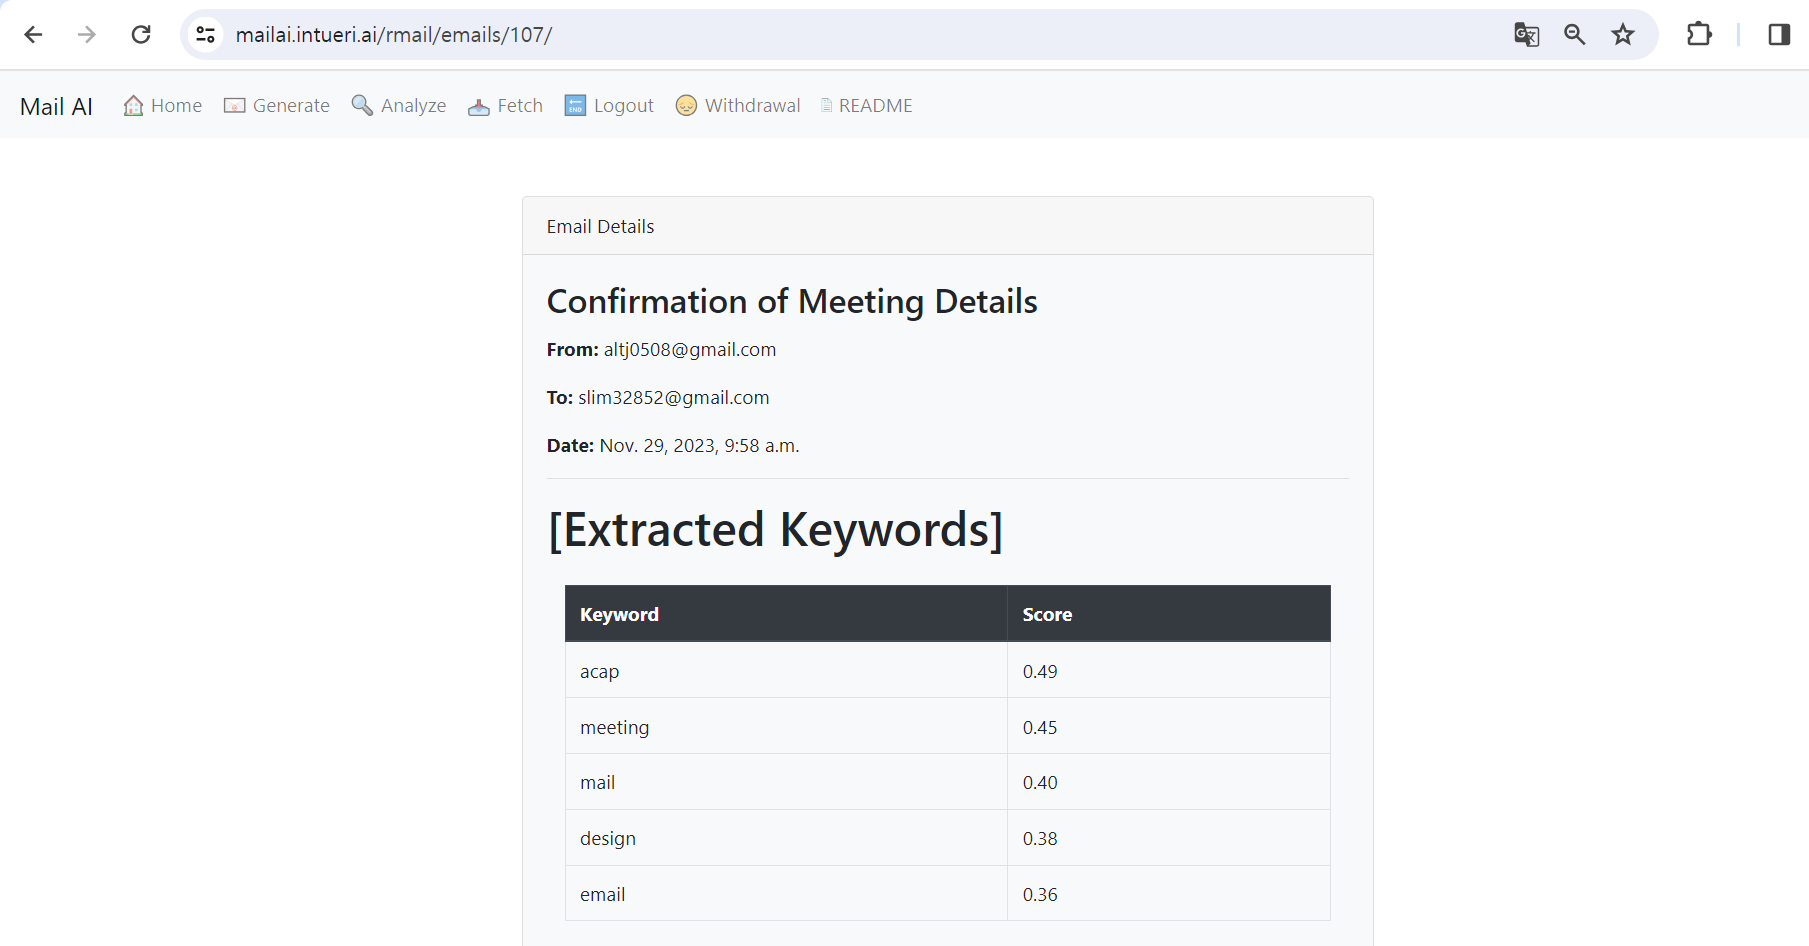 mailai.intueri.ai/rmail/emails/107/
Mail AI Home Generate Analyze Fetch END Logout Withdrawal README
Email Details
Confirmation of Meeting Details
From: altj0508@gmail.com
To: slim32852@gmail.com
Date: Nov. 29, 2023, 9:58 a.m.
[Extracted Keywords]
Keyword Score
acap 0.49
meeting 0.45
mail 0.40
design 0.38
email 0.36